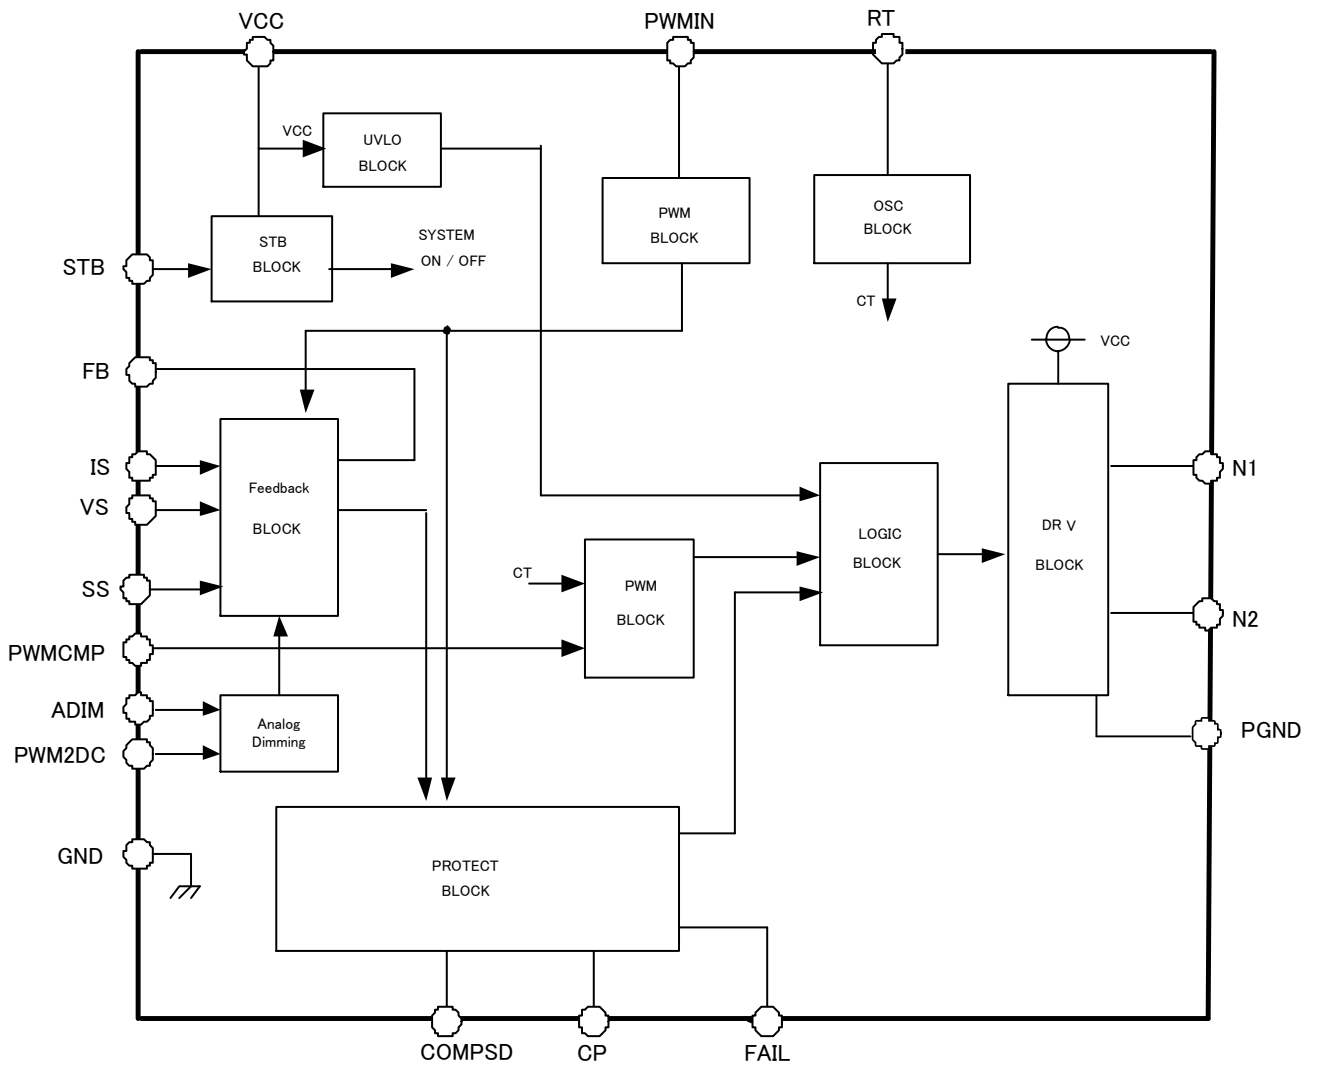 VCC
PWMIN
RT
VCC
UVLO
BLOCK
PWM
BLOCK
OSC
BLOCK
STB
STB
BLOCK
SYSTEM
ON / OFF
CT
VCC
FB
IS
VS
SS
Feedback
BLOCK
N1
LOGIC
BLOCK
DR V
BLOCK
CT
PWM
BLOCK
N2
PWMCMP
ADIM
PWM2DC
Analog
Dimming
PGND
GND
PROTECT
BLOCK
COMPSD
CP
FAIL